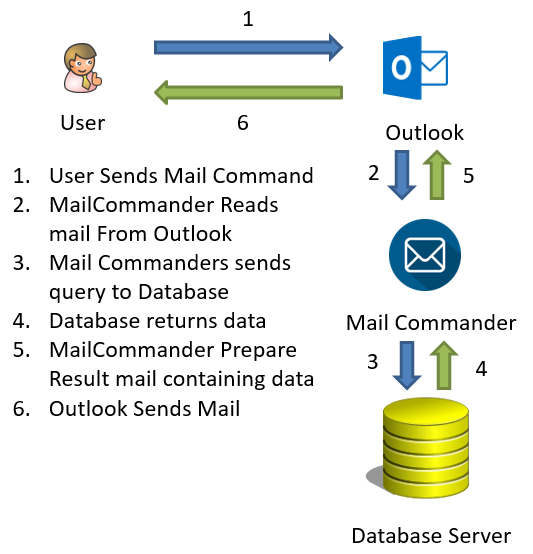 1
6
User
Outlook
2
5
1. User Sends Mail Command
2. MailCommander Reads
mail From Outlook
3. Mail Commanders sends
query to Database
4. Database returns data
5. MailCommander Prepare
Result mail containing data
6. Outlook Sends Mail
O
Mail Commander
3
4
Database Server